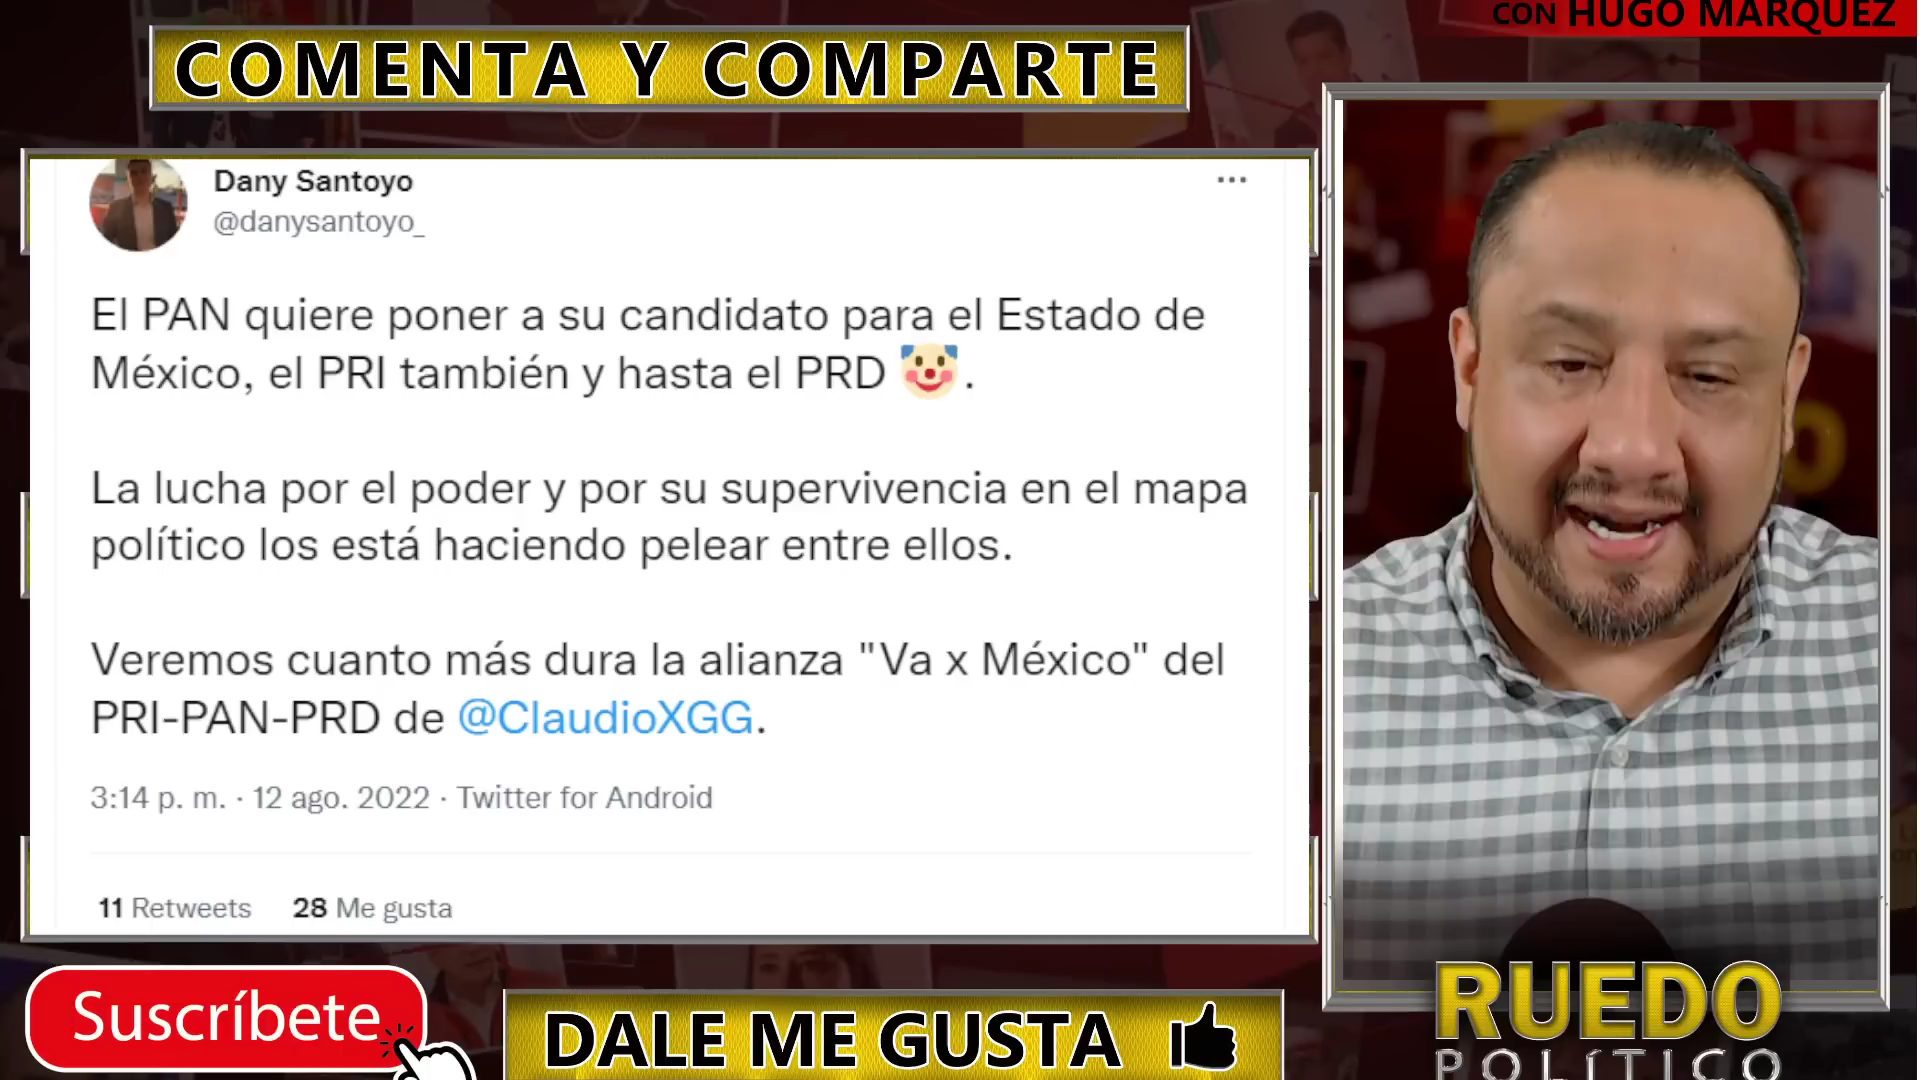 CON HUGO MARQUEZ
COMENTA Y COMPARTE
Dany Santoyo
@danysantoyo_
El PAN quiere poner a su candidato para el Estado de
México, el PRI también y hasta el PRD 🤡.
La lucha por el poder y por su supervivencia en el mapa
político los está haciendo pelear entre ellos.
Veremos cuanto más dura la alianza "Va x México" del
PRI-PAN-PRD de @ClaudioXGG.
3:14 p. m. · 12 ago. 2022 · Twitter for Android
11 Retweets 28 Me gusta
Suscríbete
DALE ME GUSTA
RUEDO
POLÍTICO